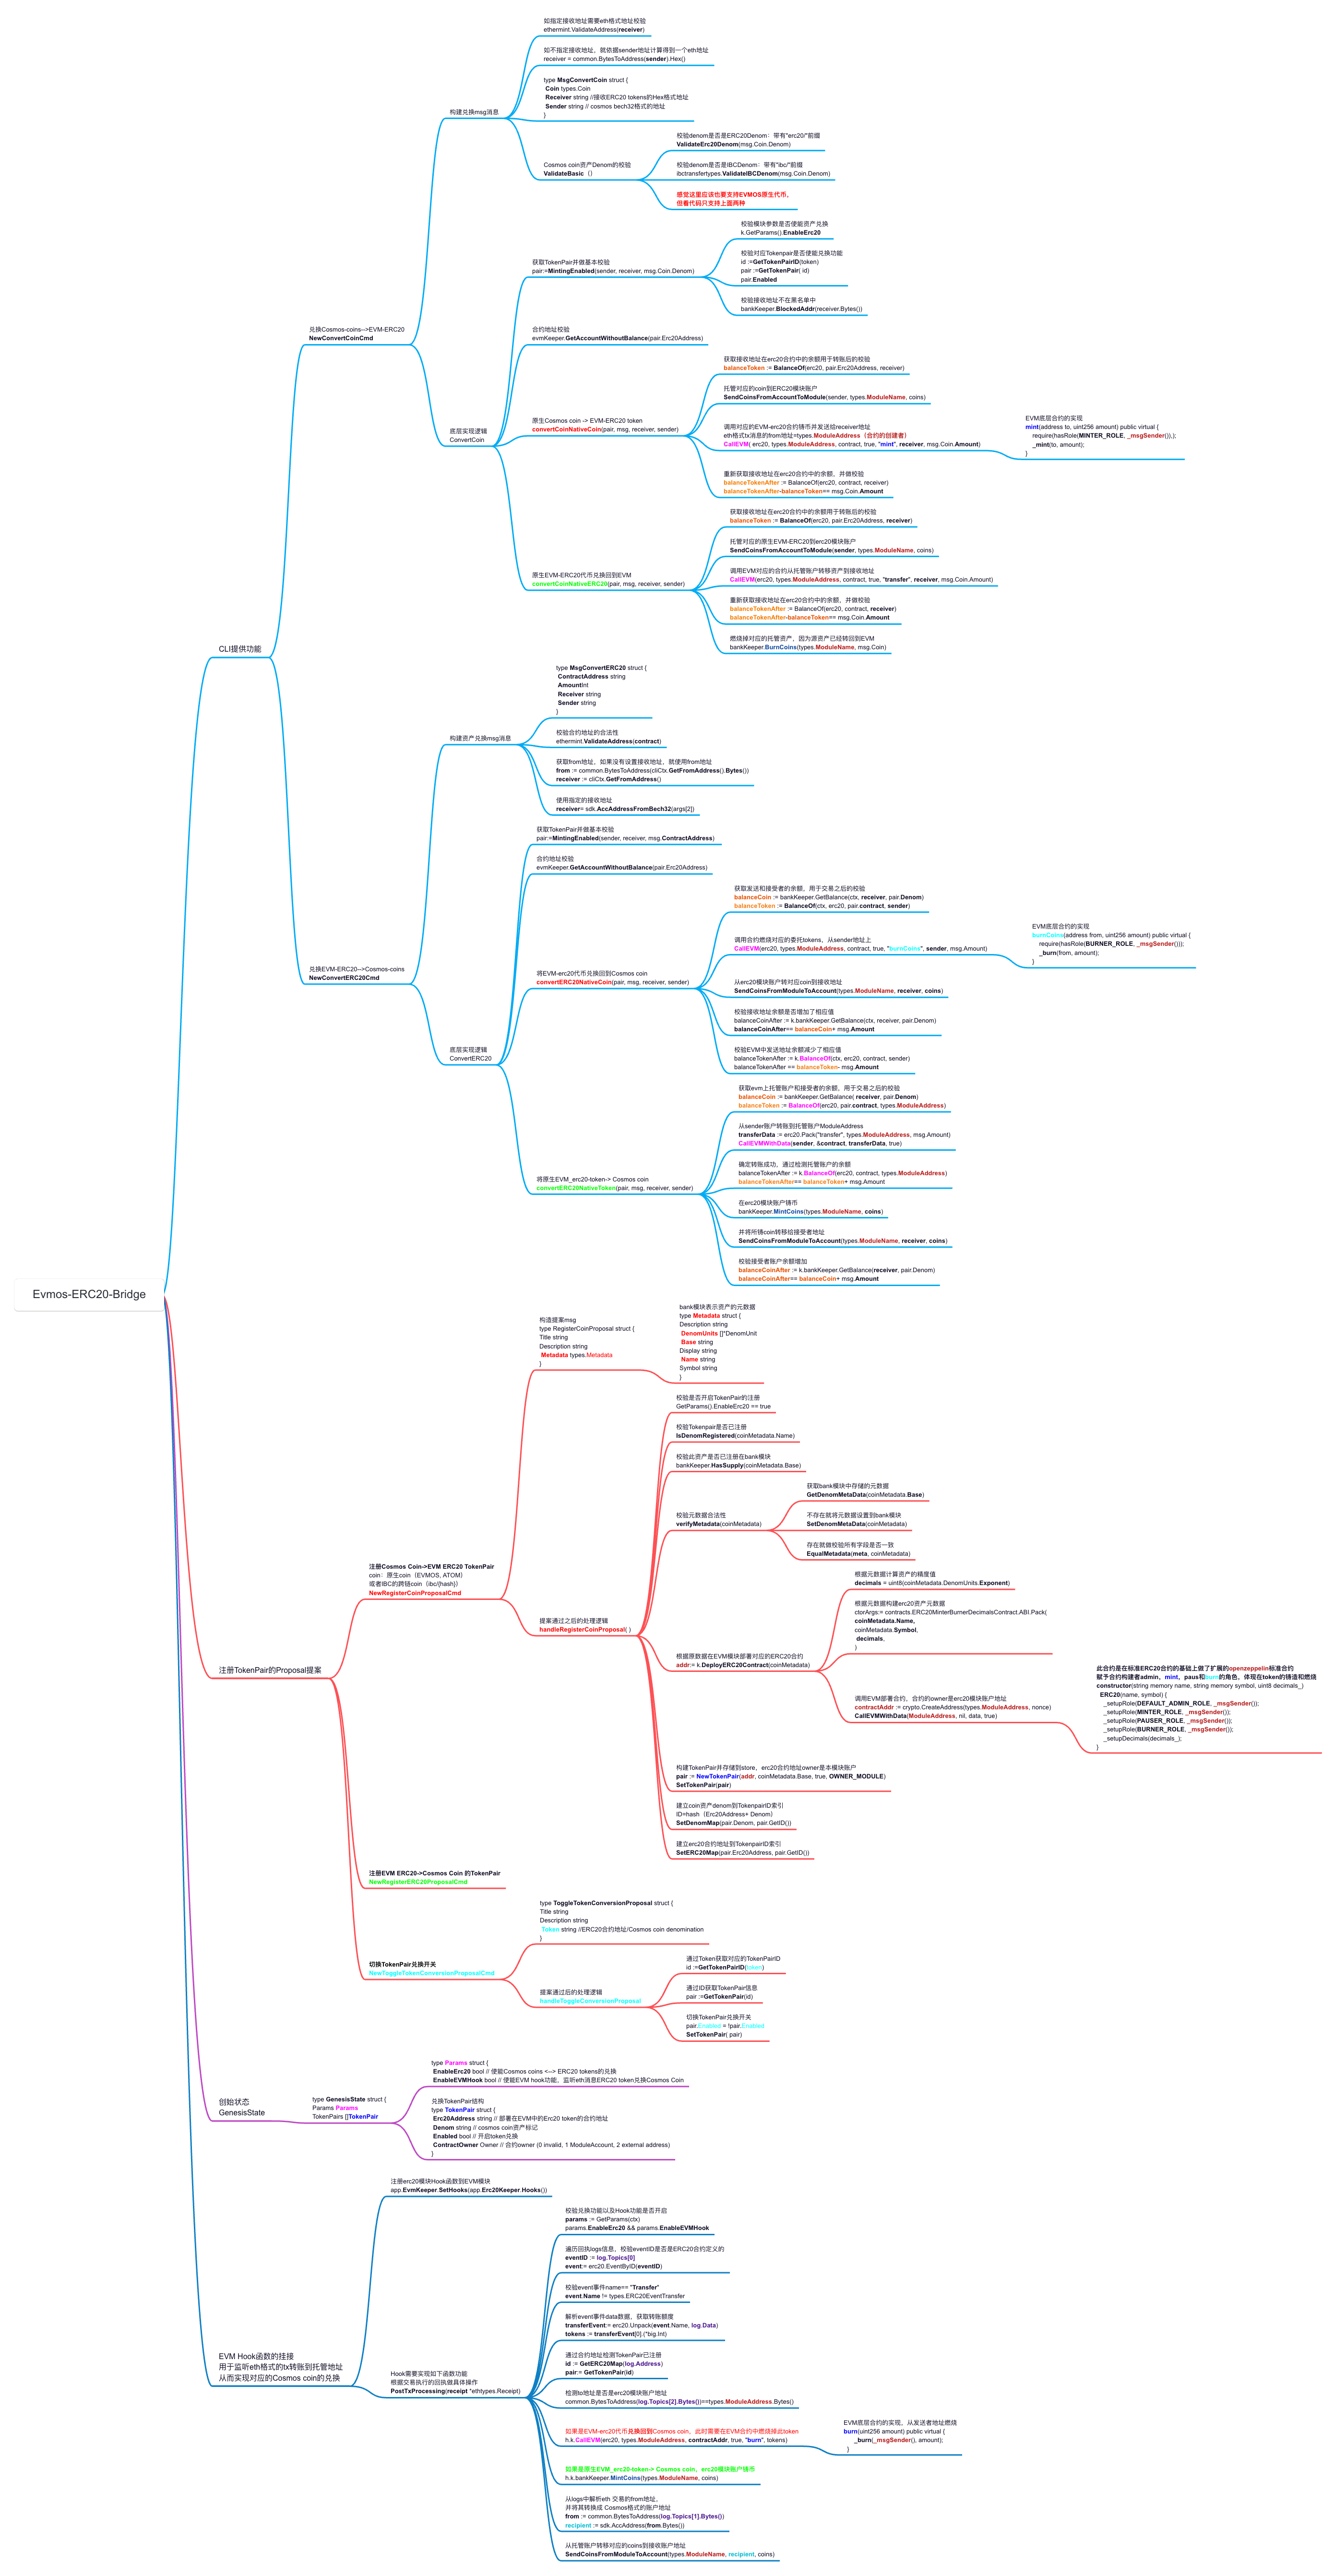 Evmos-ERC20-Bridge
CLI提供功能
兑换Cosmos-coins-->EVM-ERC20
NewConvertCoinCmd
构建兑换msg消息
如指定接收地址需要eth格式地址校验
ethermint.ValidateAddress(receiver)
如不指定接收地址，就依据sender地址计算得到一个eth地址
receiver = common.BytesToAddress(sender).Hex()
type MsgConvertCoin struct {
Coin types.Coin
Receiver string //接收ERC20 tokens的Hex格式地址
Sender string // cosmos bech32格式的地址
}
Cosmos coin资产Denom的校验
ValidateBasic（）
校验denom是否是ERC20Denom：带有"erc20/"前缀
ValidateErc20Denom(msg.Coin.Denom)
校验denom是否是IBCDenom：带有"ibc/"前缀
ibctransfertypes.ValidateIBCDenom(msg.Coin.Denom)
感觉这里应该也要支持EVMOS原生代币，
但看代码只支持上面两种
底层实现逻辑
ConvertCoin
获取TokenPair并做基本校验
pair:=MintingEnabled(sender, receiver, msg.Coin.Denom)
校验模块参数是否使能资产兑换
k.GetParams().EnableErc20
校验对应Tokenpair是否使能兑换功能
id :=GetTokenPairID(token)
pair :=GetTokenPair( id)
pair.Enabled
校验接收地址不在黑名单中
bankKeeper.BlockedAddr(receiver.Bytes())
合约地址校验
evmKeeper.GetAccountWithoutBalance(pair.Erc20Address)
原生Cosmos coin -> EVM-ERC20 token
convertCoinNativeCoin(pair, msg, receiver, sender)
获取接收地址在erc20合约中的余额用于转账后的校验
balanceToken := BalanceOf(erc20, pair.Erc20Address, receiver)
托管对应的coin到ERC20模块账户
SendCoinsFromAccountToModule(sender, types.ModuleName, coins)
调用对应的EVM-erc20合约铸币并发送给receiver地址
eth格式tx消息的from地址=types.ModuleAddress（合约的创建者）
CallEVM( erc20, types.ModuleAddress, contract, true, "mint", receiver, msg.Coin.Amount)
EVM底层合约的实现
mint(address to, uint256 amount) public virtual {
require(hasRole(MINTER_ROLE, _msgSender()),);
_mint(to, amount);
}
重新获取接收地址在erc20合约中的余额，并做校验
balanceTokenAfter := BalanceOf(erc20, contract, receiver)
balanceTokenAfter-balanceToken== msg.Coin.Amount
原生EVM-ERC20代币兑换回到EVM
convertCoinNativeERC20(pair, msg, receiver, sender)
获取接收地址在erc20合约中的余额用于转账后的校验
balanceToken := BalanceOf(erc20, pair.Erc20Address, receiver)
托管对应的原生EVM-ERC20到erc20模块账户
SendCoinsFromAccountToModule(sender, types.ModuleName, coins)
调用EVM对应的合约从托管账户转移资产到接收地址
CallEVM(erc20, types.ModuleAddress, contract, true, "transfer", receiver, msg.Coin.Amount)
重新获取接收地址在erc20合约中的余额，并做校验
balanceTokenAfter := BalanceOf(erc20, contract, receiver)
balanceTokenAfter-balanceToken== msg.Coin.Amount
燃烧掉对应的托管资产，因为源资产已经转回到EVM
bankKeeper.BurnCoins(types.ModuleName, msg.Coin)
兑换EVM-ERC20-->Cosmos-coins
NewConvertERC20Cmd
构建资产兑换msg消息
type MsgConvertERC20 struct {
ContractAddress string
AmountInt
Receiver string
Sender string
}
校验合约地址的合法性
ethermint.ValidateAddress(contract)
获取from地址，如果没有设置接收地址，就使用from地址
from := common.BytesToAddress(cliCtx.GetFromAddress().Bytes())
receiver := cliCtx.GetFromAddress()
使用指定的接收地址
receiver= sdk.AccAddressFromBech32(args[2])
底层实现逻辑
ConvertERC20
获取TokenPair并做基本校验
pair:=MintingEnabled(sender, receiver, msg.ContractAddress)
合约地址校验
evmKeeper.GetAccountWithoutBalance(pair.Erc20Address)
将EVM-erc20代币兑换回到Cosmos coin
convertERC20NativeCoin(pair, msg, receiver, sender)
获取发送和接受者的余额，用于交易之后的校验
balanceCoin := bankKeeper.GetBalance(ctx, receiver, pair.Denom)
balanceToken := BalanceOf(ctx, erc20, pair.contract, sender)
调用合约燃烧对应的委托tokens，从sender地址上
CallEVM(erc20, types.ModuleAddress, contract, true, "burnCoins", sender, msg.Amount)
EVM底层合约的实现
burnCoins(address from, uint256 amount) public virtual {
require(hasRole(BURNER_ROLE, _msgSender()));
_burn(from, amount);
}
从erc20模块账户转对应coin到接收地址
SendCoinsFromModuleToAccount(types.ModuleName, receiver, coins)
校验接收地址余额是否增加了相应值
balanceCoinAfter := k.bankKeeper.GetBalance(ctx, receiver, pair.Denom)
balanceCoinAfter== balanceCoin+ msg.Amount
校验EVM中发送地址余额减少了相应值
balanceTokenAfter := k.BalanceOf(ctx, erc20, contract, sender)
balanceTokenAfter == balanceToken- msg.Amount
将原生EVM_erc20-token-> Cosmos coin
convertERC20NativeToken(pair, msg, receiver, sender)
获取evm上托管账户和接受者的余额，用于交易之后的校验
balanceCoin := bankKeeper.GetBalance( receiver, pair.Denom)
balanceToken := BalanceOf(erc20, pair.contract, types.ModuleAddress)
从sender账户转账到托管账户ModuleAddress
transferData := erc20.Pack("transfer", types.ModuleAddress, msg.Amount)
CallEVMWithData(sender, &contract, transferData, true)
确定转账成功，通过检测托管账户的余额
balanceTokenAfter := k.BalanceOf(erc20, contract, types.ModuleAddress)
balanceTokenAfter== balanceToken+ msg.Amount
在erc20模块账户铸币
bankKeeper.MintCoins(types.ModuleName, coins)
并将所铸coin转移给接受者地址
SendCoinsFromModuleToAccount(types.ModuleName, receiver, coins)
校验接受者账户余额增加
balanceCoinAfter := k.bankKeeper.GetBalance(receiver, pair.Denom)
balanceCoinAfter== balanceCoin+ msg.Amount
注册TokenPair的Proposal提案
注册Cosmos Coin->EVM ERC20 TokenPair
coin：原生coin（EVMOS, ATOM）
或者IBC的跨链coin（ibc/{hash}）
NewRegisterCoinProposalCmd
构造提案msg
type RegisterCoinProposal struct {
Title string
Description string
Metadata types.Metadata
}
bank模块表示资产的元数据
type Metadata struct {
Description string
DenomUnits []*DenomUnit
Base string
Display string
Name string
Symbol string
}
提案通过之后的处理逻辑
handleRegisterCoinProposal( )
校验是否开启TokenPair的注册
GetParams().EnableErc20 == true
校验Tokenpair是否已注册
IsDenomRegistered(coinMetadata.Name)
校验此资产是否已注册在bank模块
bankKeeper.HasSupply(coinMetadata.Base)
校验元数据合法性
verifyMetadata(coinMetadata)
获取bank模块中存储的元数据
GetDenomMetaData(coinMetadata.Base)
不存在就将元数据设置到bank模块
SetDenomMetaData(coinMetadata)
存在就做校验所有字段是否一致
EqualMetadata(meta, coinMetadata)
根据原数据在EVM模块部署对应的ERC20合约
addr:= k.DeployERC20Contract(coinMetadata)
根据元数据计算资产的精度值
decimals = uint8(coinMetadata.DenomUnits.Exponent)
根据元数据构建erc20资产元数据
ctorArgs:= contracts.ERC20MinterBurnerDecimalsContract.ABI.Pack(
coinMetadata.Name,
coinMetadata.Symbol,
decimals,
)
调用EVM部署合约，合约的owner是erc20模块账户地址
contractAddr := crypto.CreateAddress(types.ModuleAddress, nonce)
CallEVMWithData(ModuleAddress, nil, data, true)
此合约是在标准ERC20合约的基础上做了扩展的openzeppelin标准合约
赋予合约构建者admin，mint，paus和burn的角色，体现在token的铸造和燃烧
constructor(string memory name, string memory symbol, uint8 decimals_)
ERC20(name, symbol) {
_setupRole(DEFAULT_ADMIN_ROLE, _msgSender());
_setupRole(MINTER_ROLE, _msgSender());
_setupRole(PAUSER_ROLE, _msgSender());
_setupRole(BURNER_ROLE, _msgSender());
_setupDecimals(decimals_);
}
构建TokenPair并存储到store，erc20合约地址owner是本模块账户
pair := NewTokenPair(addr, coinMetadata.Base, true, OWNER_MODULE)
SetTokenPair(pair)
建立coin资产denom到TokenpairID索引
ID=hash（Erc20Address+ Denom）
SetDenomMap(pair.Denom, pair.GetID())
建立erc20合约地址到TokenpairID索引
SetERC20Map(pair.Erc20Address, pair.GetID())
注册EVM ERC20->Cosmos Coin 的TokenPair
NewRegisterERC20ProposalCmd
切换TokenPair兑换开关
NewToggleTokenConversionProposalCmd
type ToggleTokenConversionProposal struct {
Title string
Description string
Token string //ERC20合约地址/Cosmos coin denomination
}
提案通过后的处理逻辑
handleToggleConversionProposal
通过Token获取对应的TokenPairID
id :=GetTokenPairID(token)
通过ID获取TokenPair信息
pair :=GetTokenPair(id)
切换TokenPair兑换开关
pair.Enabled = !pair.Enabled
SetTokenPair( pair)
创始状态
GenesisState
type GenesisState struct {
Params Params
TokenPairs []TokenPair
type Params struct {
EnableErc20 bool // 使能Cosmos coins <--> ERC20 tokens的兑换
EnableEVMHook bool // 使能EVM hook功能，监听eth消息ERC20 token兑换Cosmos Coin
兑换TokenPair结构
type TokenPair struct {
Erc20Address string // 部署在EVM中的Erc20 token的合约地址
Denom string // cosmos coin资产标记
Enabled bool // 开启token兑换
ContractOwner Owner // 合约owner (0 invalid, 1 ModuleAccount, 2 external address)
}
EVM Hook函数的挂接
用于监听eth格式的tx转账到托管地址
从而实现对应的Cosmos coin的兑换
注册erc20模块Hook函数到EVM模块
app.EvmKeeper.SetHooks(app.Erc20Keeper.Hooks())
Hook需要实现如下函数功能
根据交易执行的回执做具体操作
PostTxProcessing(receipt *ethtypes.Receipt)
校验兑换功能以及Hook功能是否开启
params := GetParams(ctx)
params.EnableErc20 && params.EnableEVMHook
遍历回执logs信息，校验eventID是否是ERC20合约定义的
eventID := log.Topics[0]
event:= erc20.EventByID(eventID)
校验event事件name== "Transfer"
event.Name != types.ERC20EventTransfer
解析event事件data数据，获取转账额度
transferEvent:= erc20.Unpack(event.Name, log.Data)
tokens := transferEvent[0].(*big.Int)
通过合约地址检测TokenPair已注册
id := GetERC20Map(log.Address)
pair:= GetTokenPair(id)
检测to地址是否是erc20模块账户地址
common.BytesToAddress(log.Topics[2].Bytes())==types.ModuleAddress.Bytes()
如果是EVM-erc20代币兑换回到Cosmos coin，此时需要在EVM合约中燃烧掉此token
h.k.CallEVM(erc20, types.ModuleAddress, contractAddr, true, "burn", tokens)
EVM底层合约的实现，从发送者地址燃烧
burn(uint256 amount) public virtual {
_burn(_msgSender(), amount);
}
如果是原生EVM_erc20-token-> Cosmos coin，erc20模块账户铸币
h.k.bankKeeper.MintCoins(types.ModuleName, coins)
从logs中解析eth 交易的from地址，
并将其转换成 Cosmos格式的账户地址
from := common.BytesToAddress(log.Topics[1].Bytes())
recipient := sdk.AccAddress(from.Bytes())
从托管账户转移对应的coins到接收账户地址
SendCoinsFromModuleToAccount(types.ModuleName, recipient, coins)